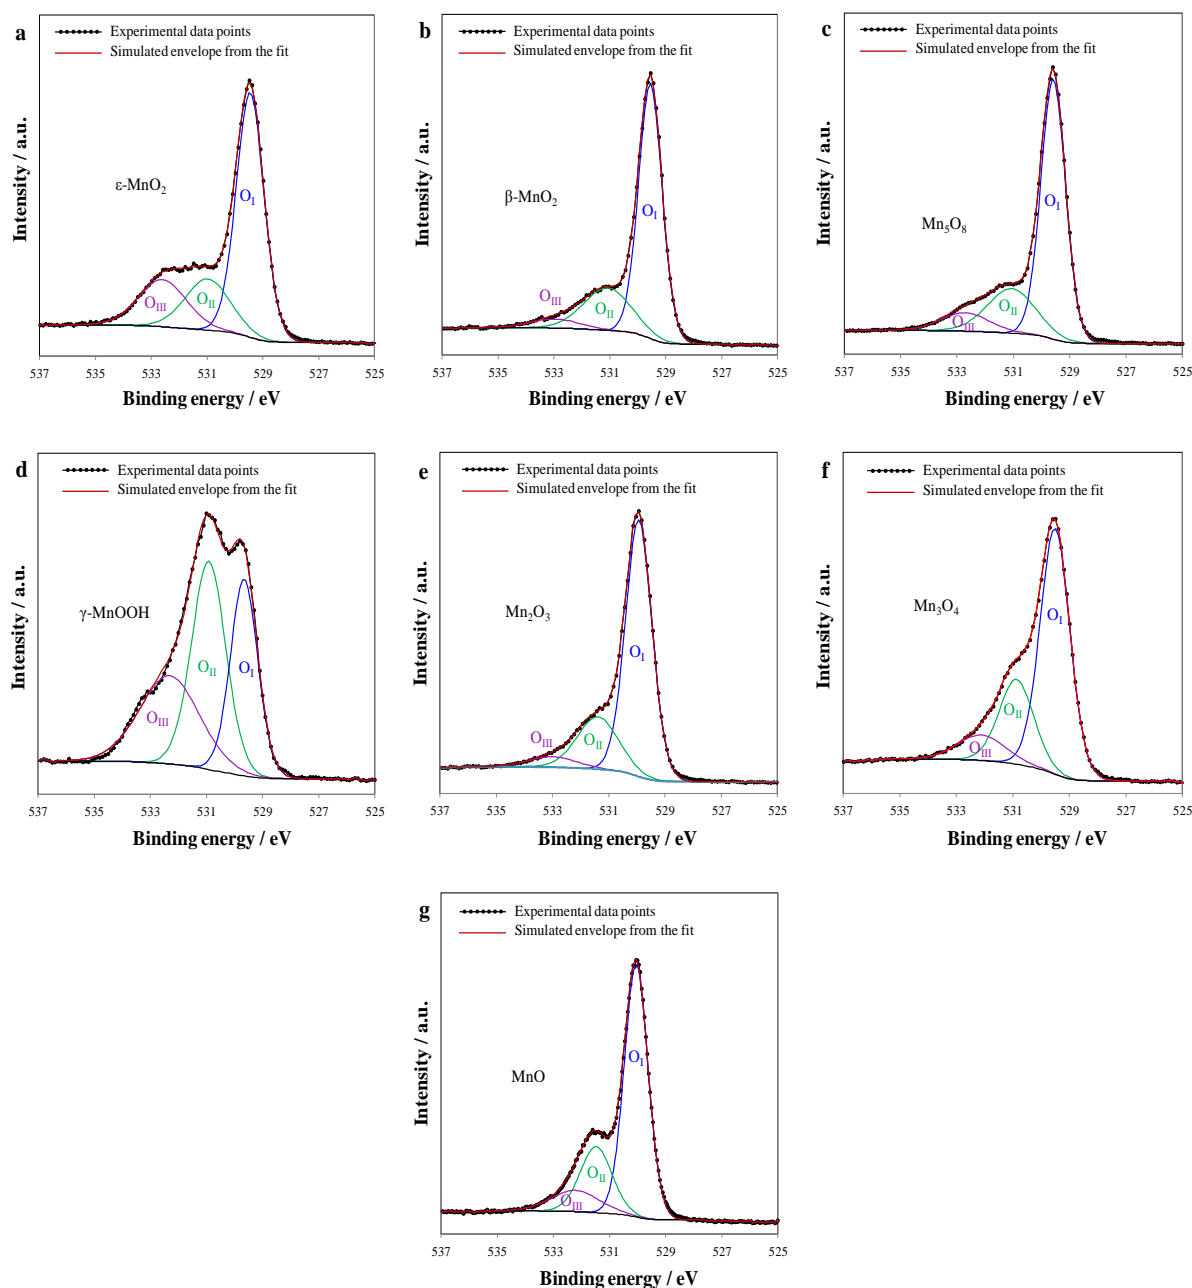 a
Experimental data points
Simulated envelope from the fit
Intensity / a.u.
ε-MnO2
OI
OII
OIII
537 535 533 531 529 527 525
Binding energy / eV
b
Experimental data points
Simulated envelope from the fit
Intensity / a.u.
β-MnO2
OI
OIII
OII
537 535 533 531 529 527 525
Binding energy / eV
c
Experimental data points
Simulated envelope from the fit
Intensity / a.u.
Mn5O8
OI
OII
OIII
537 535 533 531 529 527 525
Binding energy / eV
d
Experimental data points
Simulated envelope from the fit
Intensity / a.u.
γ-MnOOH
OII
OI
OIII
537 535 533 531 529 527 525
Binding energy / eV
e
Experimental data points
Simulated envelope from the fit
Intensity / a.u.
Mn2O3
OI
OIII
OII
537 535 533 531 529 527 525
Binding energy / eV
f
Experimental data points
Simulated envelope from the fit
Intensity / a.u.
Mn3O4
OI
OII
OIII
537 535 533 531 529 527 525
Binding energy / eV
g
Experimental data points
Simulated envelope from the fit
Intensity / a.u.
MnO
OI
OII
OIII
537 535 533 531 529 527 525
Binding energy / eV